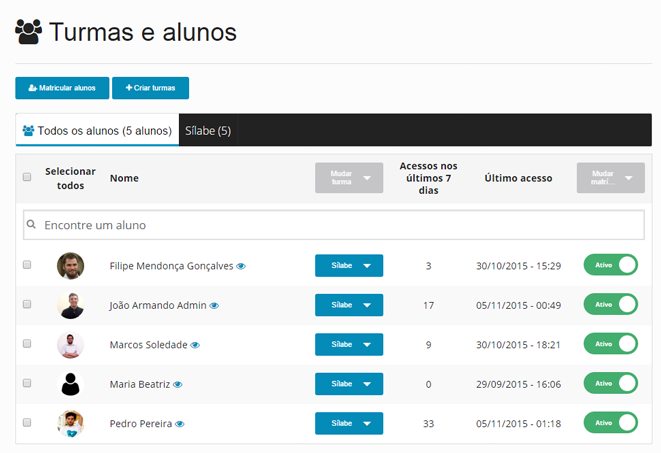 Turmas e alunos
Matricular alunos
Criar turmas
Todos os alunos (5 alunos)
Sílabe (5)
Selecionar todos
Nome
Mudar turma
Acessos nos últimos 7 dias
Último acesso
Mudar matrí...
Encontre um aluno
Filipe Mendonça Gonçalves Sílabe 3 30/10/2015 - 15:29 Ativo
João Armando Admin Sílabe 17 05/11/2015 - 00:49 Ativo
Marcos Soledade Sílabe 9 30/10/2015 - 18:21 Ativo
Maria Beatriz Sílabe 0 29/09/2015 - 16:06 Ativo
Pedro Pereira Sílabe 33 05/11/2015 - 01:18 Ativo